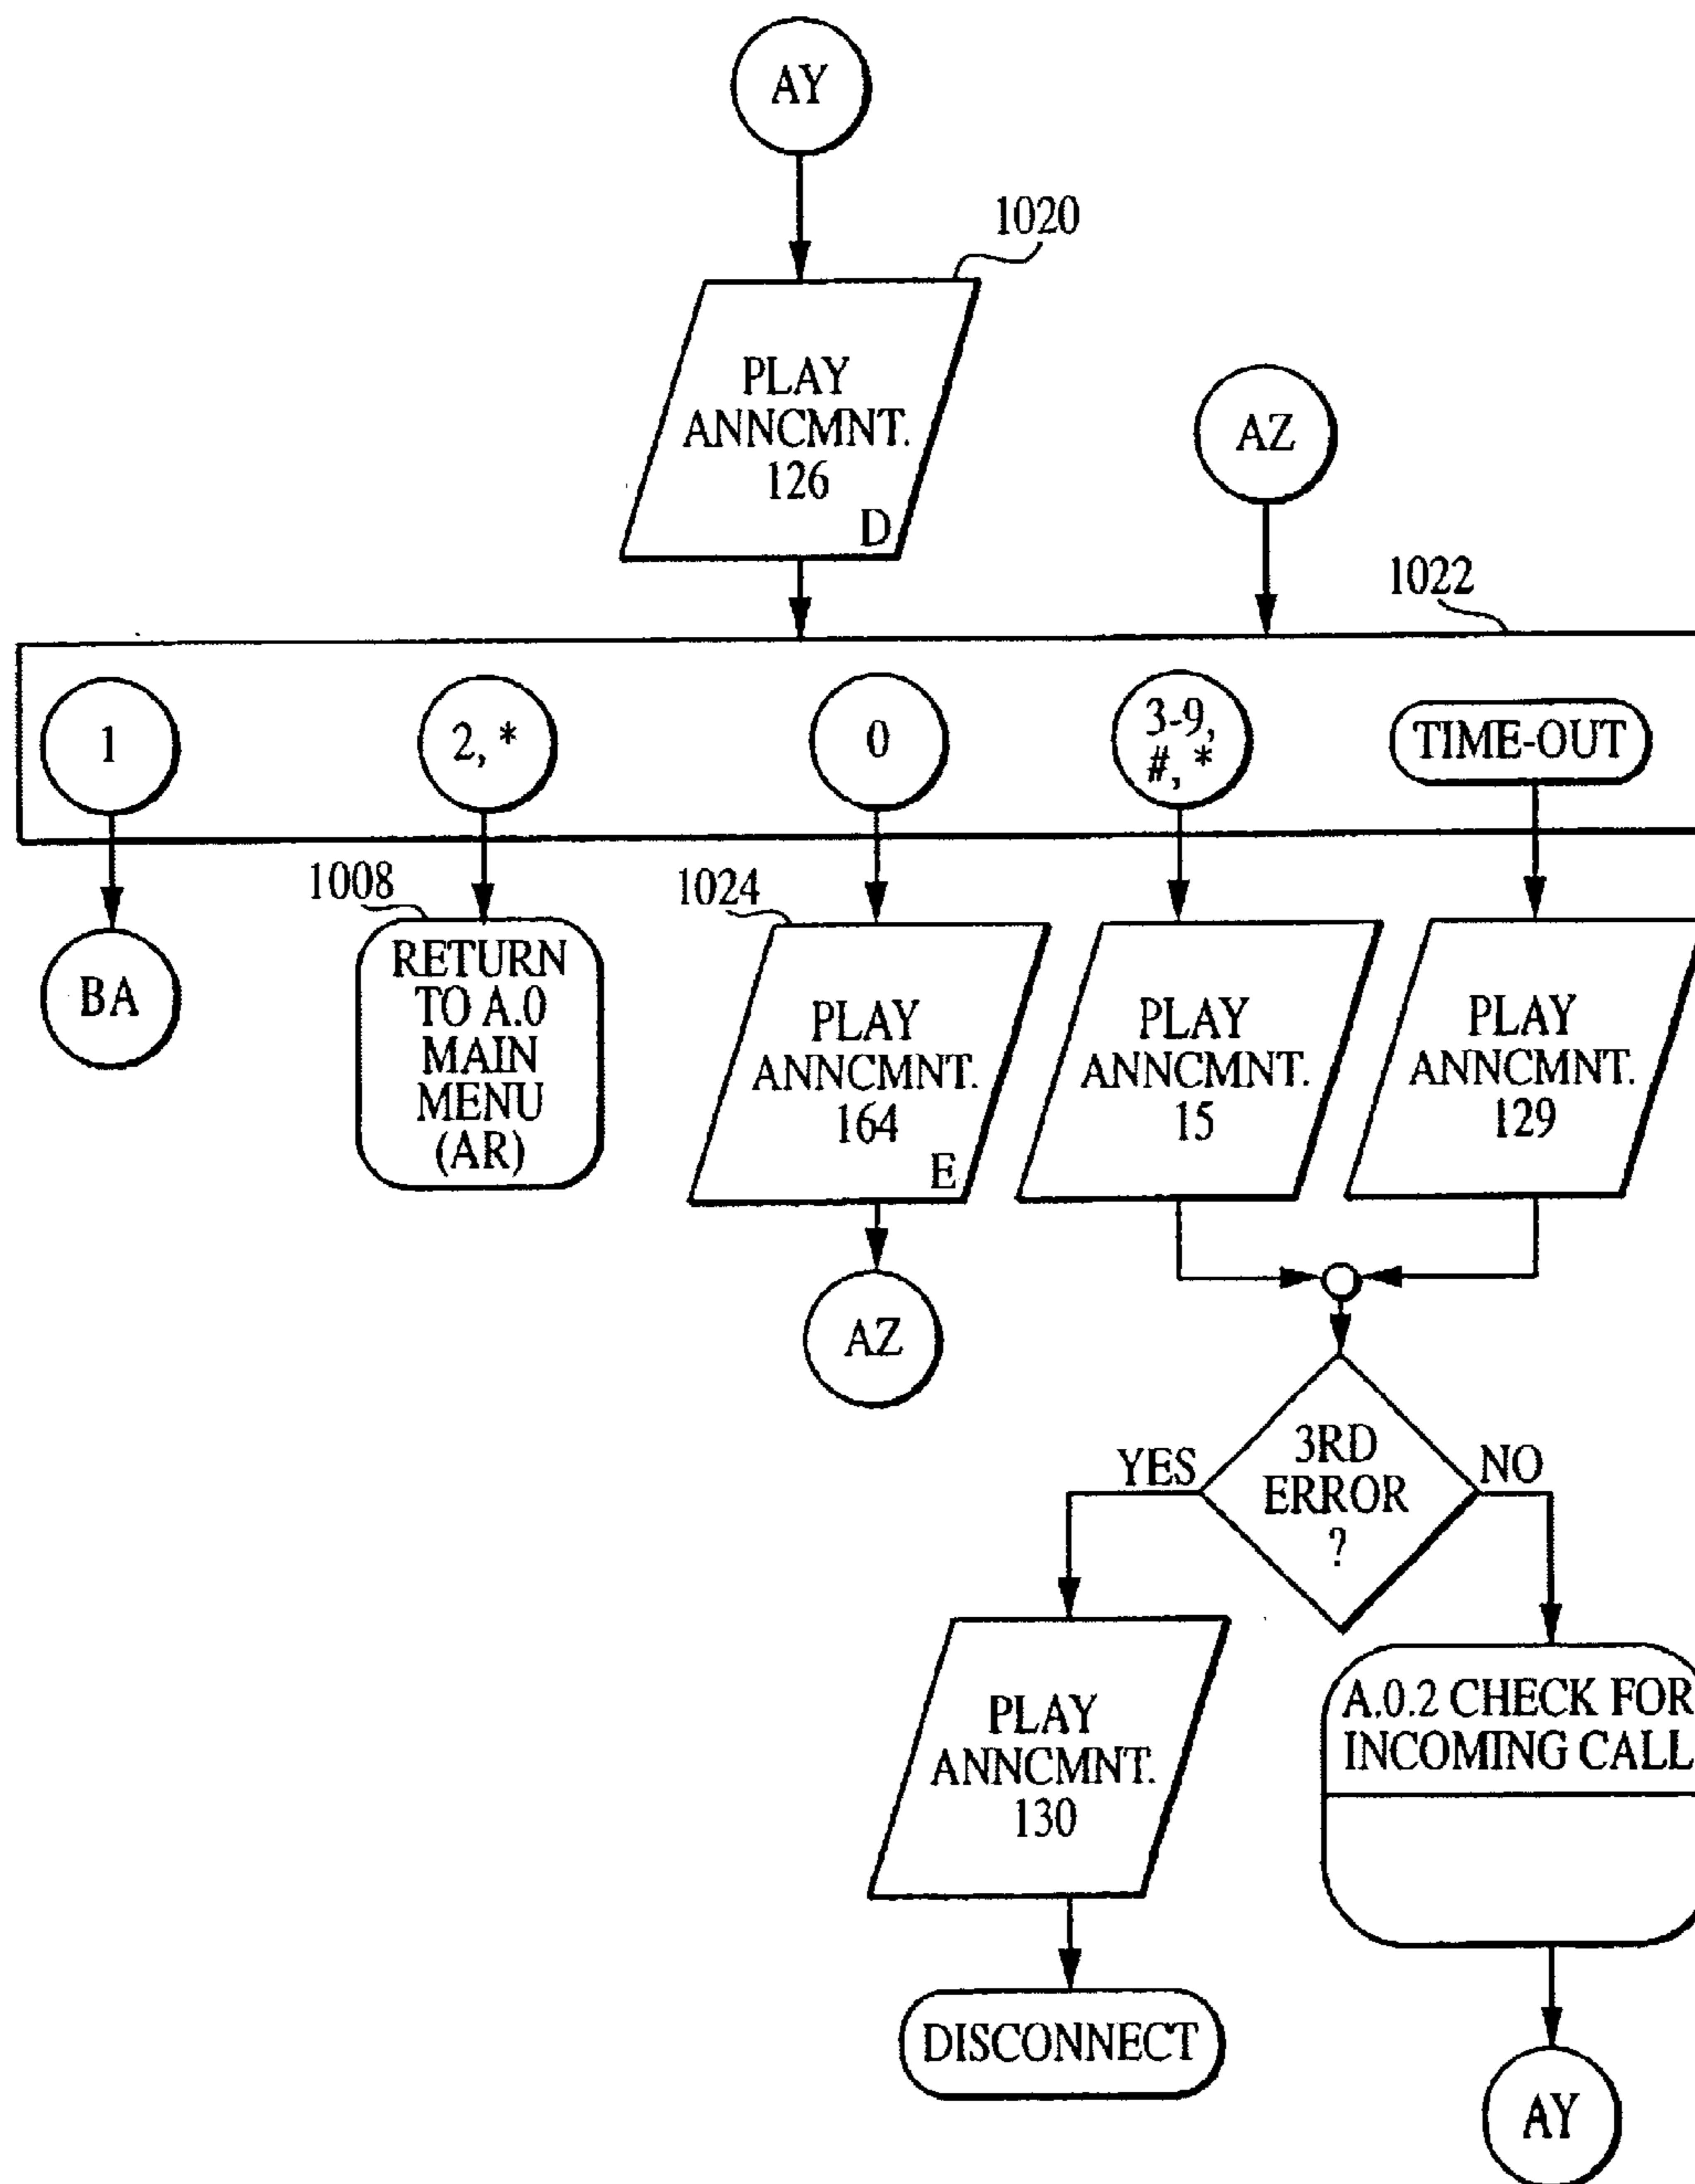 AY
1020
PLAY
ANNCMNT.
126
D
AZ
1022
1
2, *
0
3-9,
#, *
TIME-OUT
BA
1008
RETURN
TO A.0
MAIN
MENU
(AR)
1024
PLAY
ANNCMNT.
164
E
PLAY
ANNCMNT.
15
PLAY
ANNCMNT.
129
AZ
3RD
ERROR
?
YES
NO
PLAY
ANNCMNT.
130
A.0.2 CHECK FOR
INCOMING CALL
DISCONNECT
AY